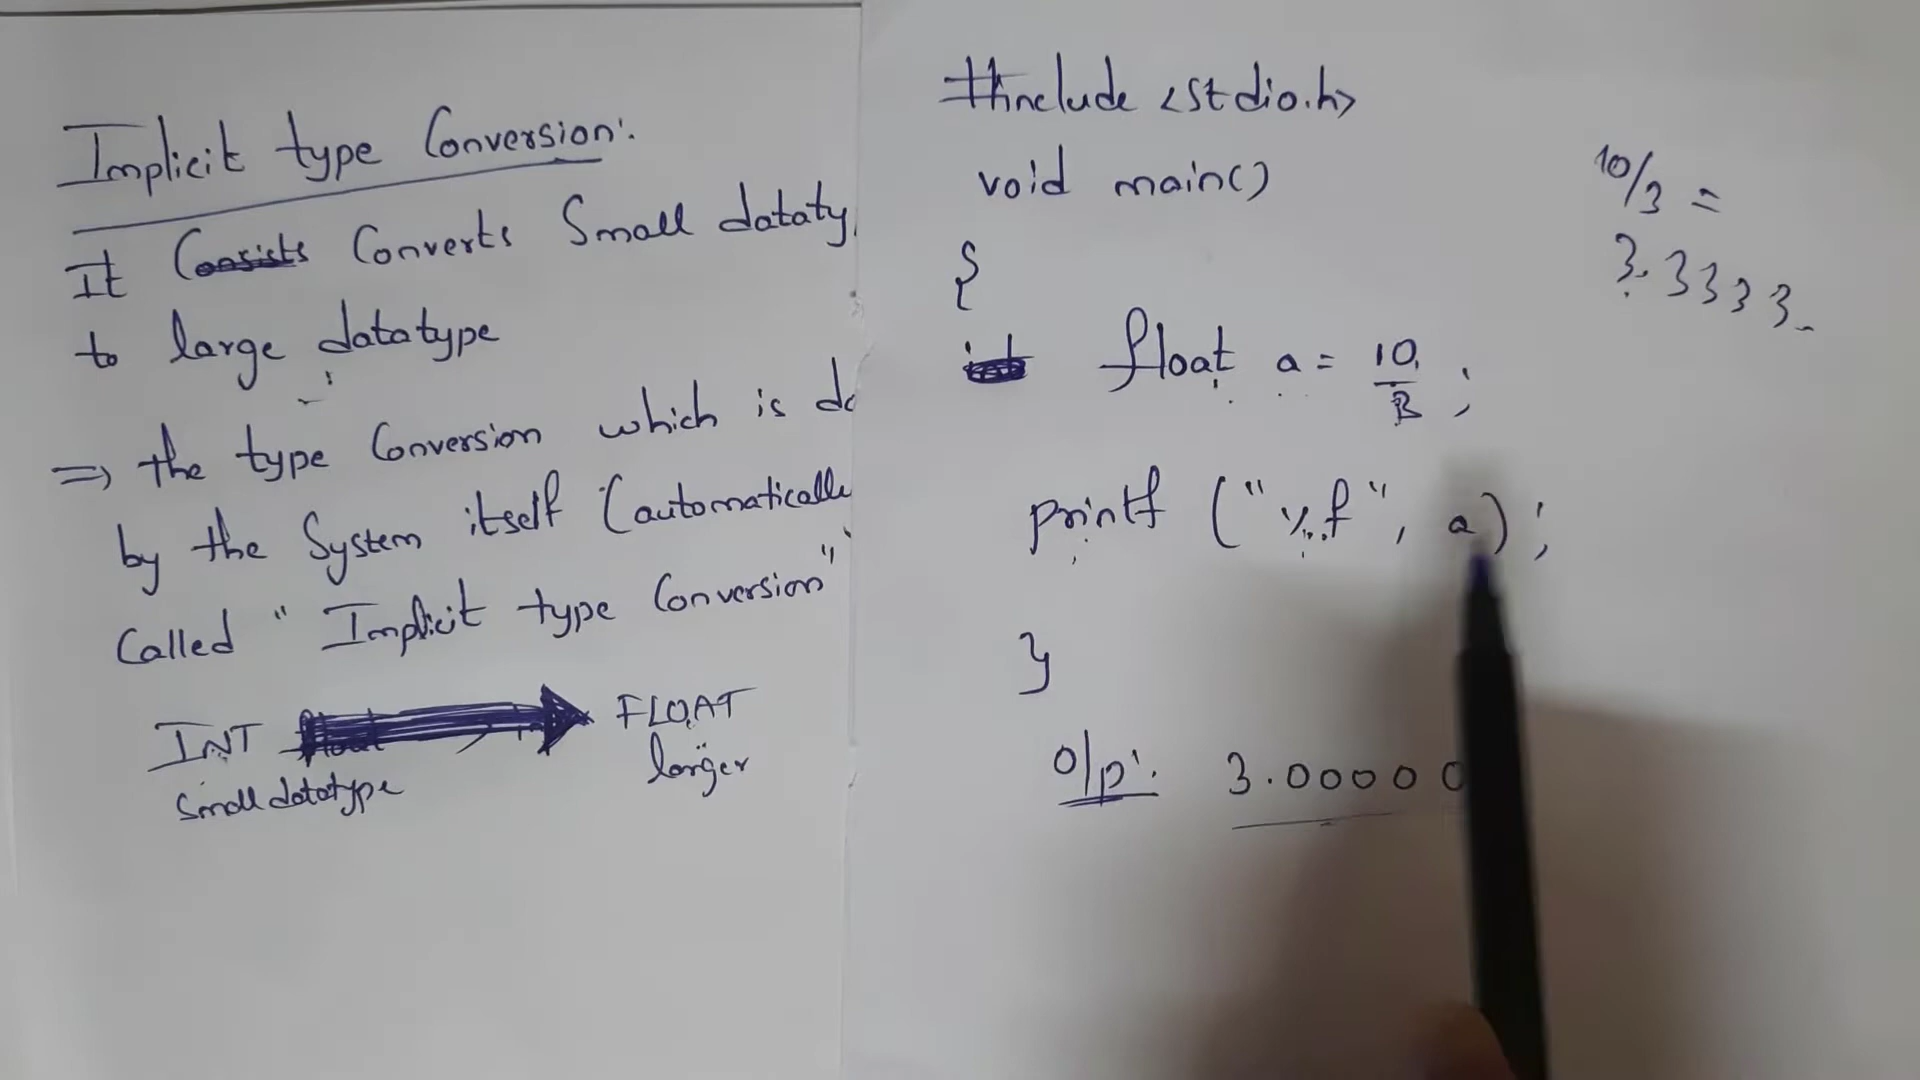 Implicit type Conversion:
It Converts Small dataty
to large datatype
=> the type Conversion which is do
by the System itself (automatically
Called " Implicit type Conversion"
INT FLOAT
Small datatype larger
#include <stdio.h>
void main()
{
float a = 10/3;
printf ("%f", a);
}
o/p: 3.00000
10/3 =
3.3333